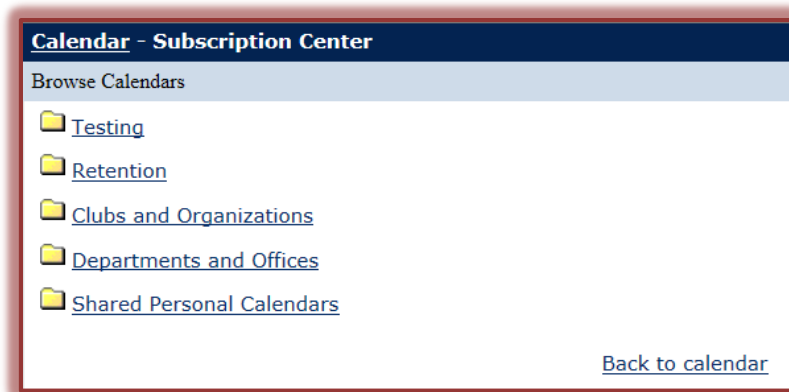 Calendar - Subscription Center
Browse Calendars
Testing
Retention
Clubs and Organizations
Departments and Offices
Shared Personal Calendars
Back to calendar